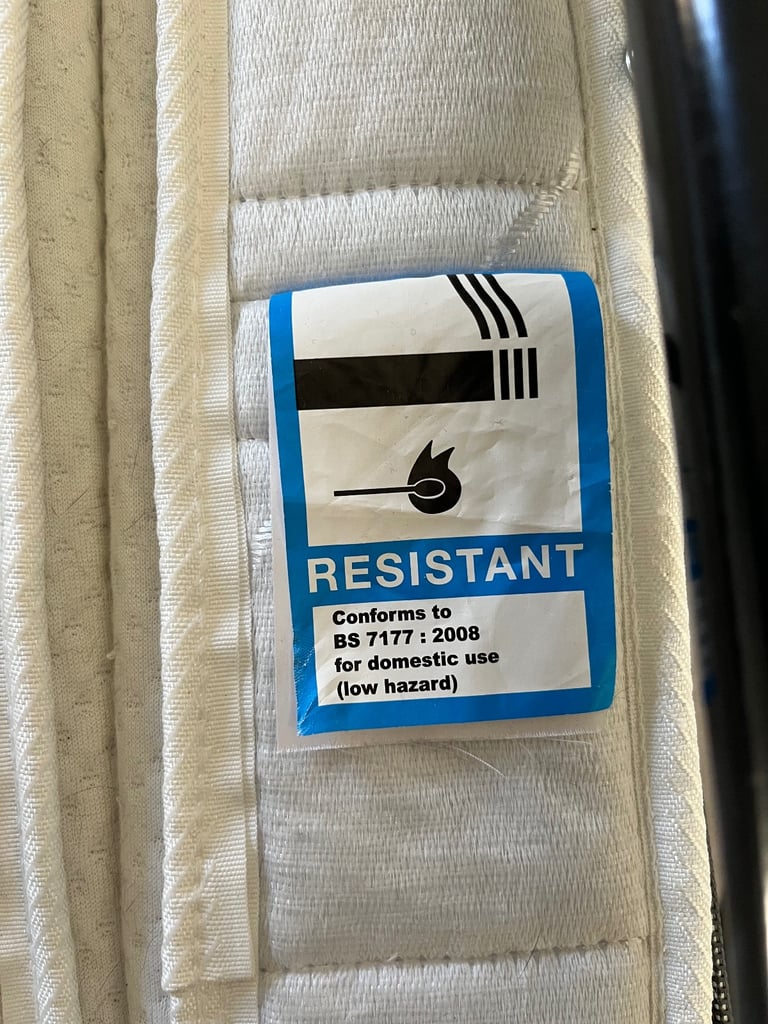 RESISTANT
Conforms to
BS 7177 : 2008
for domestic use
(low hazard)